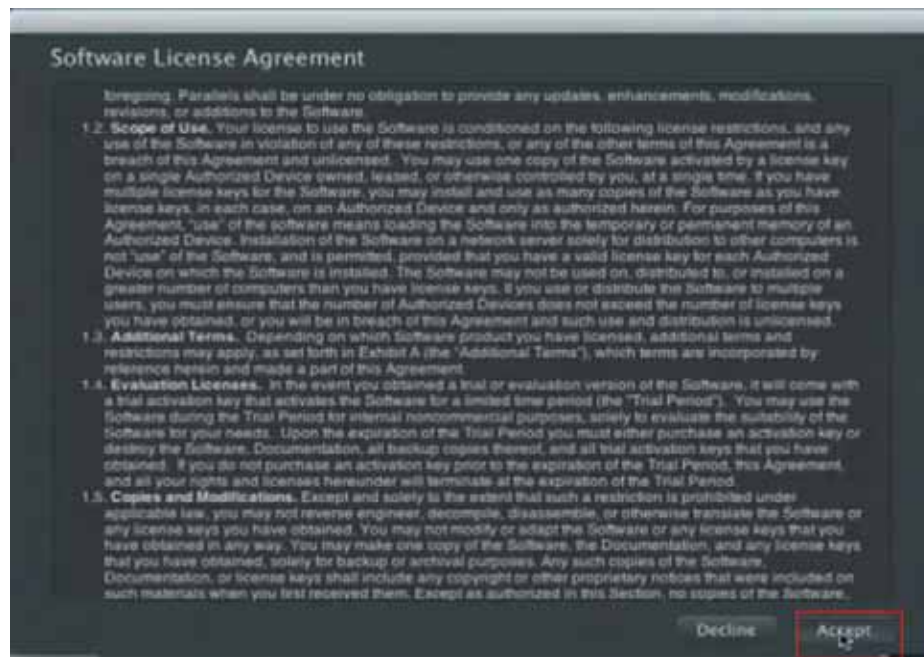 Software License Agreement
foregoing. Parallels shall be under no obligation to provide any updates, enhancements, modifications,
revisions, or additions to the Software.
1.2. Scope of Use. Your license to use the Software is conditioned on the following license restrictions, and any
use of the Software in violation of any of these restrictions, or any of the other terms of this Agreement is a
breach of this Agreement and unlicensed. You may use one copy of the Software activated by a license key
on a single Authorized Device owned, leased, or otherwise controlled by you, at a single time. If you have
multiple license keys for the Software, you may install and use as many copies of the Software as you have
license keys, in each case, on an Authorized Device and only as authorized herein. For purposes of this
Agreement, "use" of the software means loading the Software into the temporary or permanent memory of an
Authorized Device. Installation of the Software on a network server solely for distribution to other computers is
not "use" of the Software, and is permitted, provided that you have a valid license key for each Authorized
Device on which the Software is installed. The Software may not be used on, distributed to, or installed on a
greater number of computers than you have license keys. If you use or distribute the Software to multiple
users, you must ensure that the number of Authorized Devices does not exceed the number of license keys
you have obtained, or you will be in breach of this Agreement and such use and distribution is unlicensed.
1.3. Additional Terms. Depending on which Software product you have licensed, additional terms and
restrictions may apply, as set forth in Exhibit A (the "Additional Terms"), which terms are incorporated by
reference herein and made a part of this Agreement.
1.4. Evaluation Licenses. In the event you obtained a trial or evaluation version of the Software, it will come with
a trial activation key that activates the Software for a limited time period (the "Trial Period"). You may use the
Software during the Trial Period for internal noncommercial purposes, solely to evaluate the suitability of the
Software for your needs. Upon the expiration of the Trial Period you must either purchase an activation key or
destroy the Software, Documentation, all backup copies thereof, and all trial activation keys that you have
obtained. If you do not purchase an activation key prior to the expiration of the Trial Period, this Agreement
and all your rights and licenses hereunder will terminate at the expiration of the Trial Period.
1.5. Copies and Modifications. Except and solely to the extent that such a restriction is prohibited under
applicable law, you may not reverse engineer, decompile, disassemble, or otherwise translate the Software or
any license keys you have obtained. You may not modify or adapt the Software or any license keys that you
have obtained in any way. You may make one copy of the Software, the Documentation, and any license keys
that you have obtained, solely for backup or archival purposes. Any such copies of the Software,
Documentation, or license keys shall include any copyright or other proprietary notices that were included on
such materials when you first received them. Except as authorized in this Section, no copies of the Software,
Decline Accept